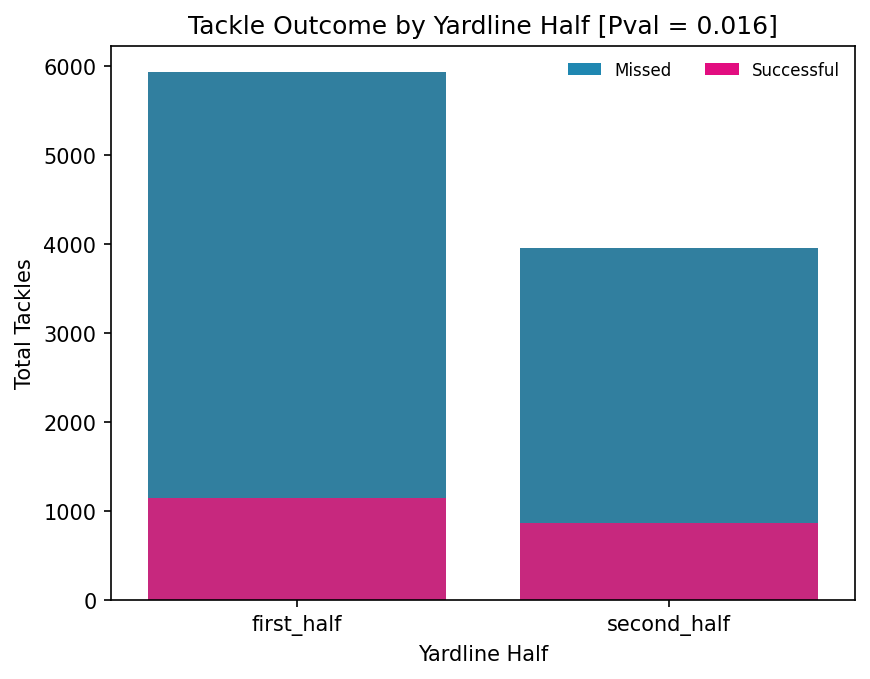 Tackle Outcome by Yardline Half [Pval = 0.016]
Missed Successful
6000
5000
4000
3000
2000
1000
0
Total Tackles
first_half second_half
Yardline Half